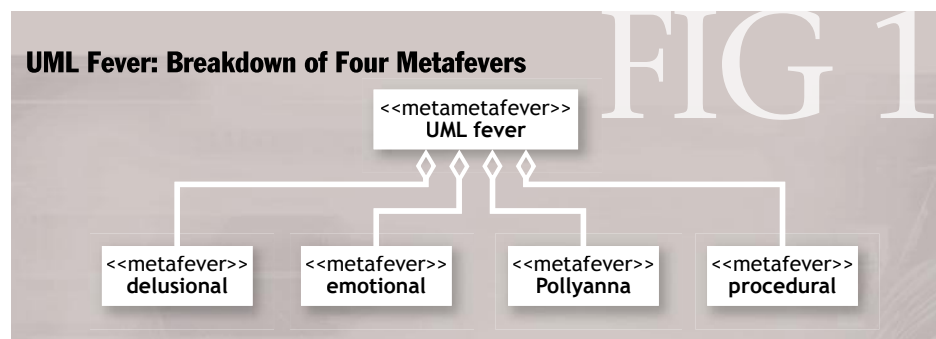 FIG 1
UML Fever: Breakdown of Four Metafevers
<<metametafever>>
UML fever
<<metafever>>
delusional
<<metafever>>
emotional
<<metafever>>
Pollyanna
<<metafever>>
procedural